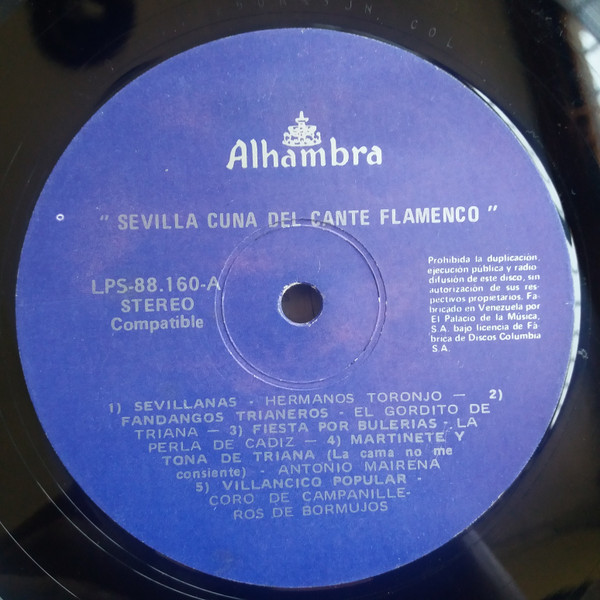 Alhambra
" SEVILLA CUNA DEL CANTE FLAMENCO "
LPS-88.160-A
STEREO
Compatible
Prohibida la duplicación,
ejecución pública y radio
difusión de este disco, sin
autorización de sus res-
pectivos propietarios. Fa-
bricado en Venezuela por
El Palacio de la Música,
S.A. bajo licencia de Fá
brica de Discos Columbia
S.A.
1) SEVILLANAS - HERMANOS TORONJO — 2)
FANDANGOS TRIANEROS - EL GORDITO DE
TRIANA — 3) FIESTA POR BULERIAS - LA
PERLA DE CADIZ — 4) MARTINETE Y
TONA DE TRIANA (La cama no me
consiente) - ANTONIO MAIRENA
5) VILLANCICO POPULAR -
CORO DE CAMPANILLE-
ROS DE BORMUJOS